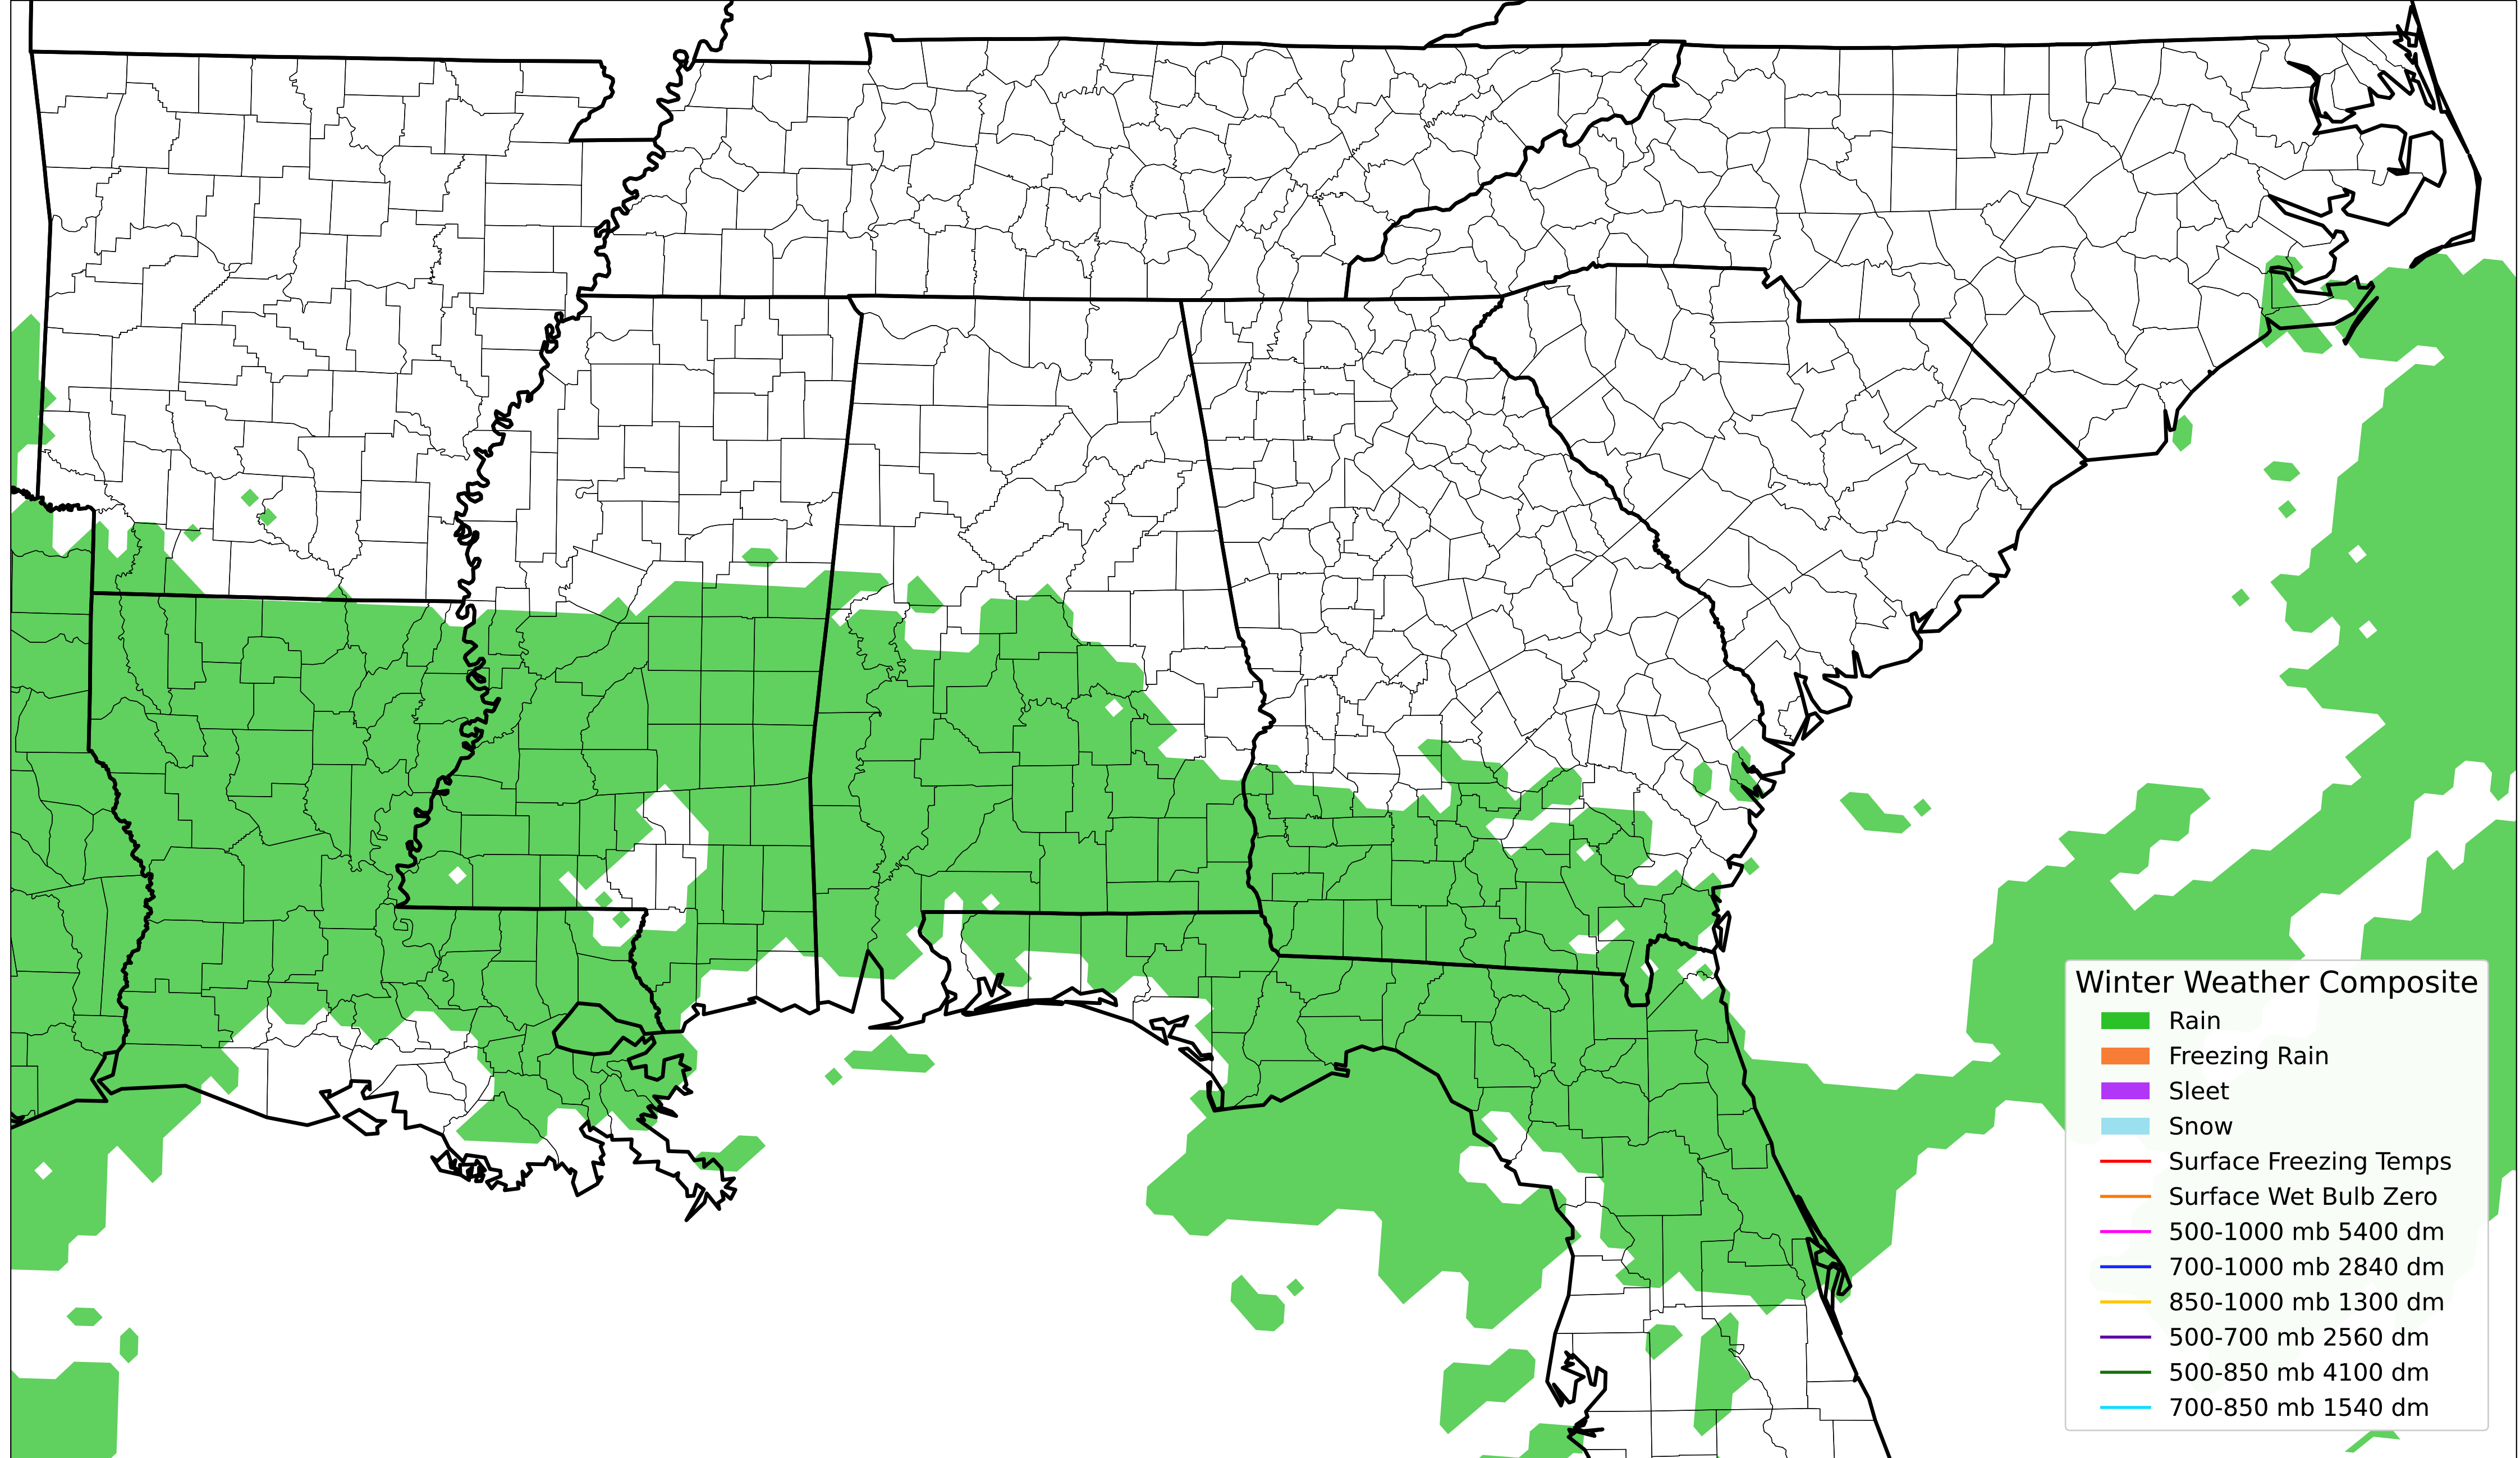 Winter Weather Composite
Rain
Freezing Rain
Sleet
Snow
Surface Freezing Temps
Surface Wet Bulb Zero
500-1000 mb 5400 dm
700-1000 mb 2840 dm
850-1000 mb 1300 dm
500-700 mb 2560 dm
500-850 mb 4100 dm
700-850 mb 1540 dm